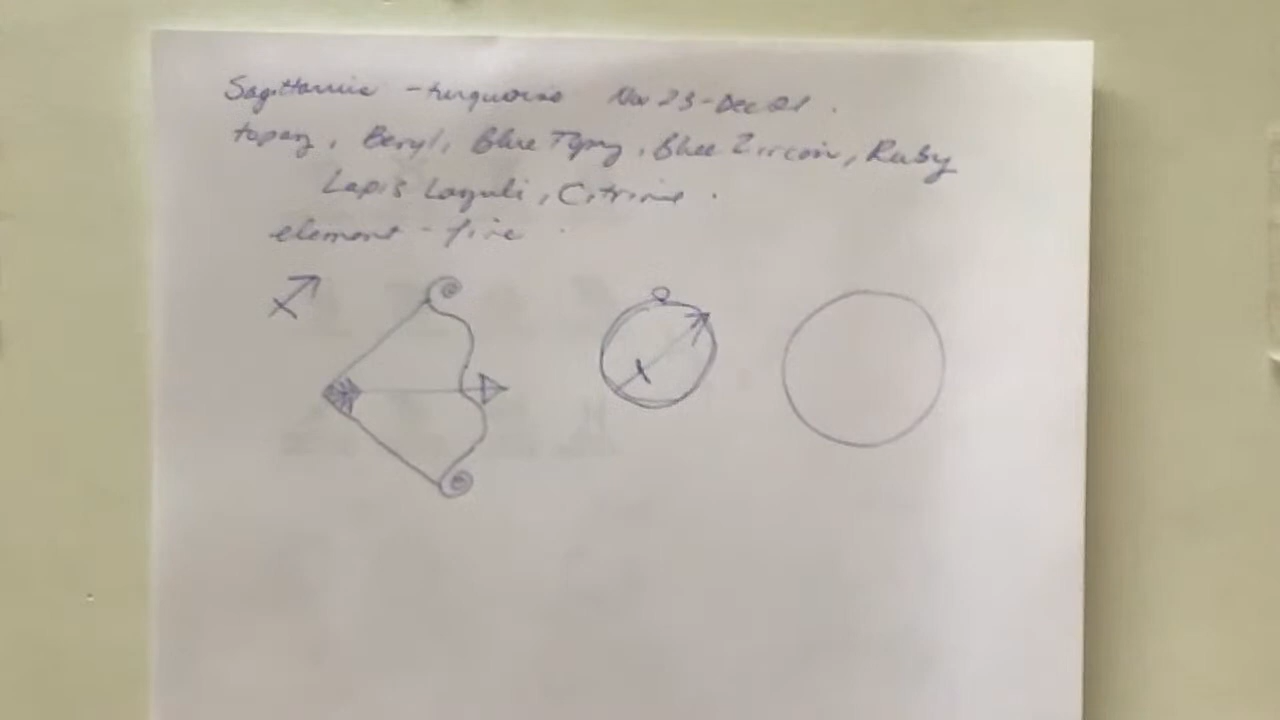 Sagittarius - turquoise Nov 23-Dec 21.
topaz, Beryl, Blue Topaz, Blue Zircon, Ruby
Lapis Lazuli, Citrine.
element - fire